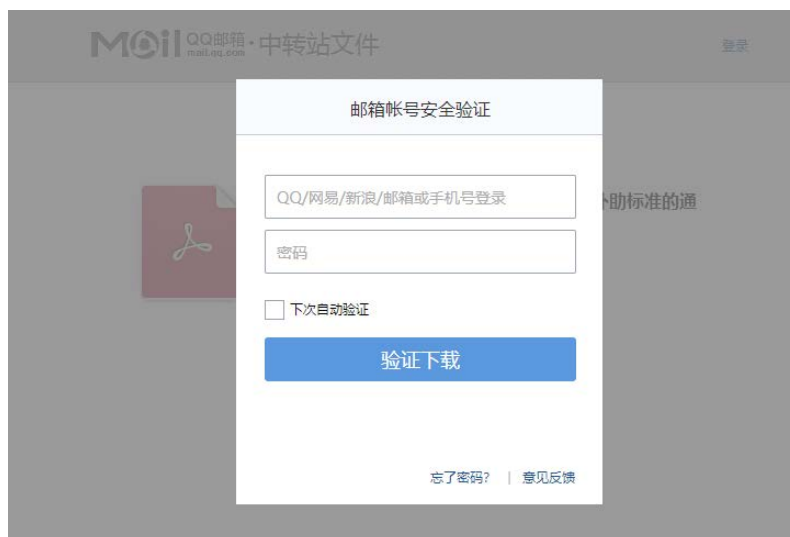 Mail QQ邮箱 mail.qq.com · 中转站文件
登录
邮箱帐号安全验证
QQ/网易/新浪/邮箱或手机号登录
补助标准的通
密码
下次自动验证
验证下载
忘了密码? | 意见反馈